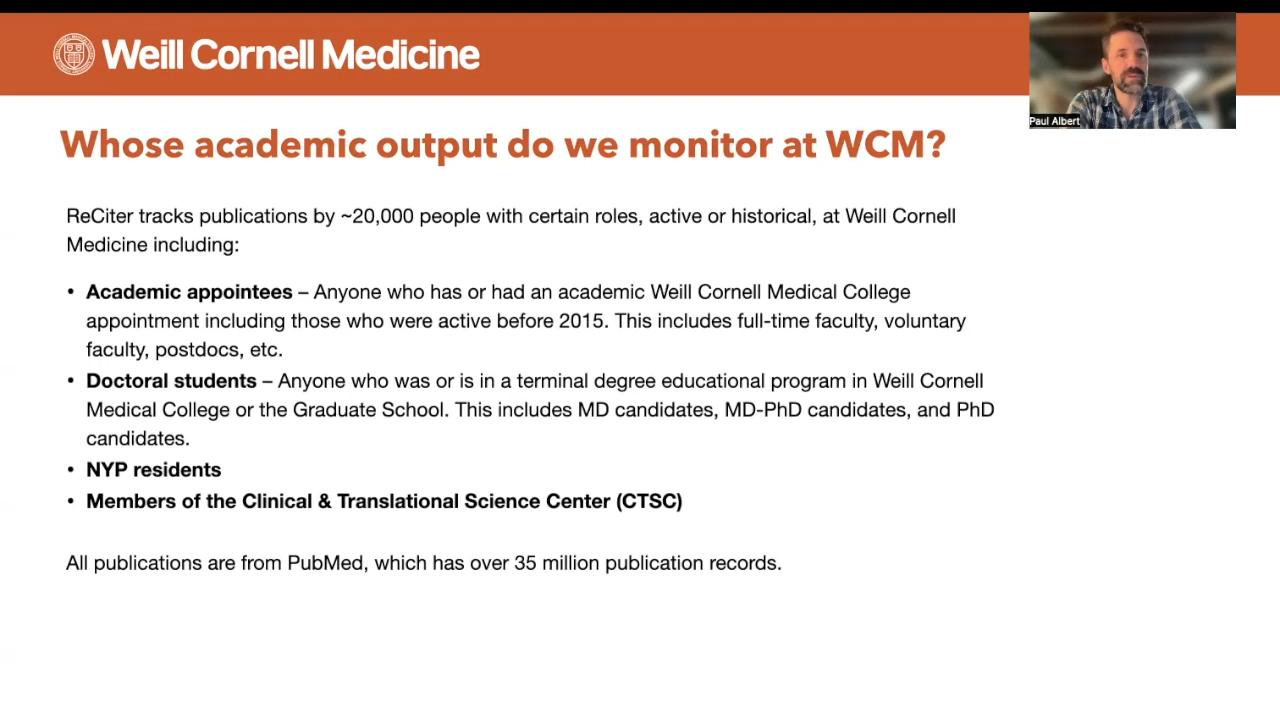 Weill Cornell Medicine
Paul Albert
Whose academic output do we monitor at WCM?
ReCiter tracks publications by ~20,000 people with certain roles, active or historical, at Weill Cornell
Medicine including:
• Academic appointees – Anyone who has or had an academic Weill Cornell Medical College
appointment including those who were active before 2015. This includes full-time faculty, voluntary
faculty, postdocs, etc.
• Doctoral students – Anyone who was or is in a terminal degree educational program in Weill Cornell
Medical College or the Graduate School. This includes MD candidates, MD-PhD candidates, and PhD
candidates.
• NYP residents
• Members of the Clinical & Translational Science Center (CTSC)
All publications are from PubMed, which has over 35 million publication records.